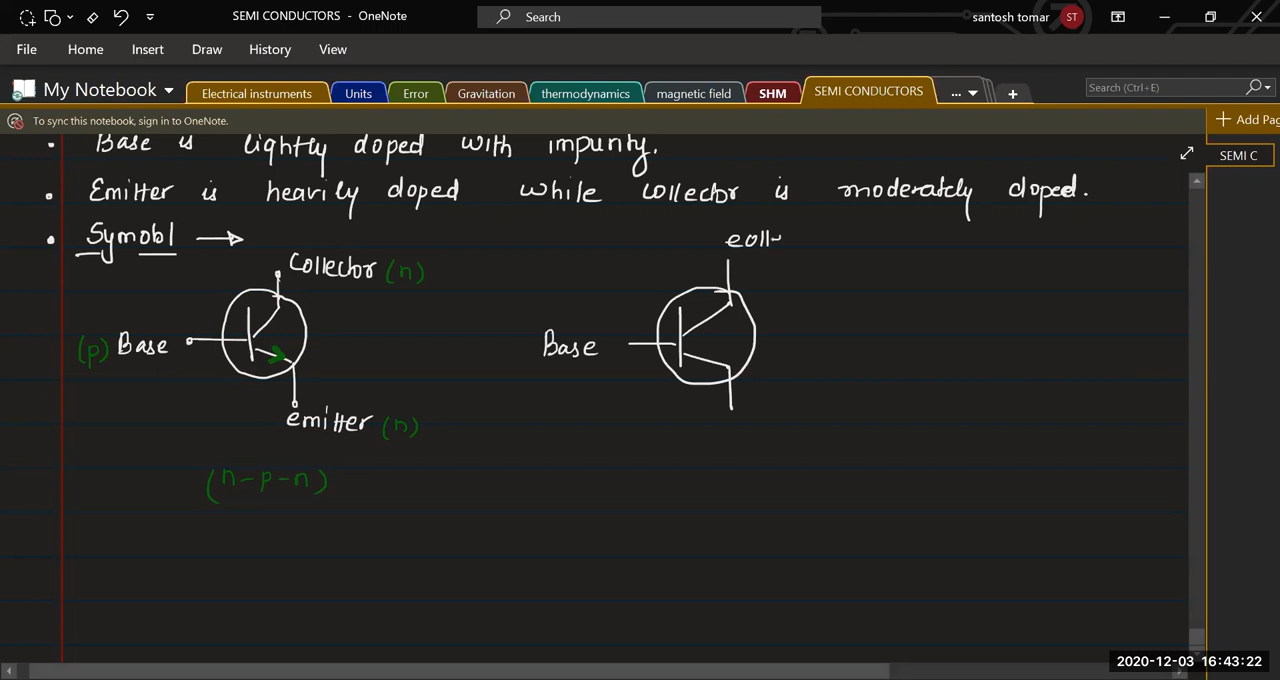 SEMI CONDUCTORS - OneNote
Search
santosh tomar
ST
File Home Insert Draw History View
My Notebook
Electrical instruments
Units
Error
Gravitation
thermodynamics
magnetic field
SHM
SEMI CONDUCTORS
...
Search (Ctrl+E)
To sync this notebook, sign in to OneNote.
Add Pag
SEMI C
• Base is lightly doped with impurity.
• Emitter is heavily doped while collector is moderately doped.
• Symobl →
Collector (n)
(p) Base
emitter (n)
(n-p-n)
coll
Base
2020-12-03 16:43:22